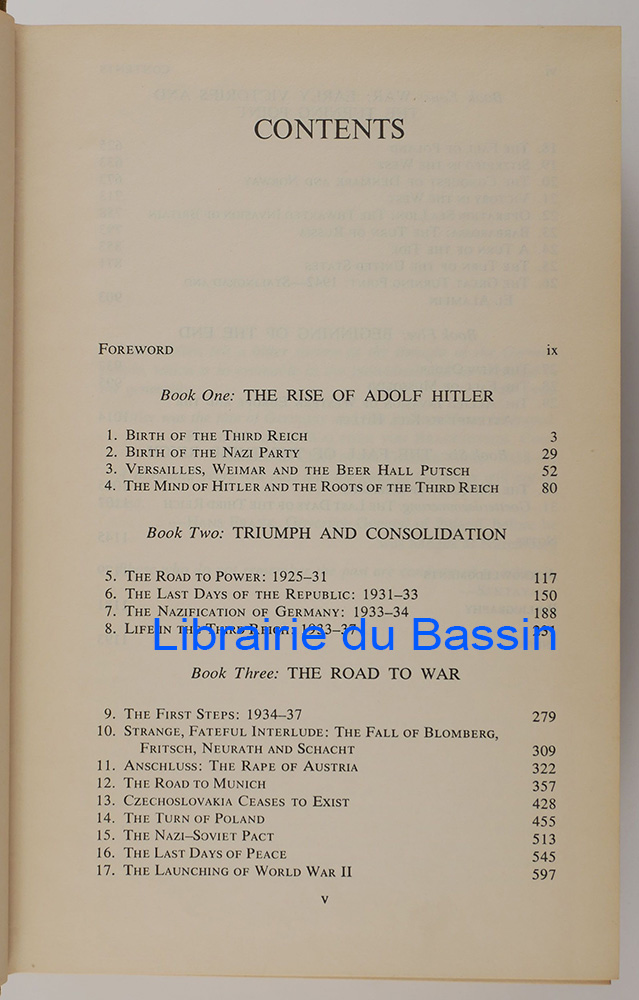 CONTENTS
FOREWORD ix
Book One: THE RISE OF ADOLF HITLER
1. BIRTH OF THE THIRD REICH 3
2. BIRTH OF THE NAZI PARTY 29
3. VERSAILLES, WEIMAR AND THE BEER HALL PUTSCH 52
4. THE MIND OF HITLER AND THE ROOTS OF THE THIRD REICH 80
Book Two: TRIUMPH AND CONSOLIDATION
5. THE ROAD TO POWER: 1925–31 117
6. THE LAST DAYS OF THE REPUBLIC: 1931–33 150
7. THE NAZIFICATION OF GERMANY: 1933–34 188
8. LIFE IN THE THIRD REICH: 1933–37
Librairie du Bassin
Book Three: THE ROAD TO WAR
9. THE FIRST STEPS: 1934–37 279
10. STRANGE, FATEFUL INTERLUDE: THE FALL OF BLOMBERG,
FRITSCH, NEURATH AND SCHACHT 309
11. ANSCHLUSS: THE RAPE OF AUSTRIA 322
12. THE ROAD TO MUNICH 357
13. CZECHOSLOVAKIA CEASES TO EXIST 428
14. THE TURN OF POLAND 455
15. THE NAZI–SOVIET PACT 513
16. THE LAST DAYS OF PEACE 545
17. THE LAUNCHING OF WORLD WAR II 597
v